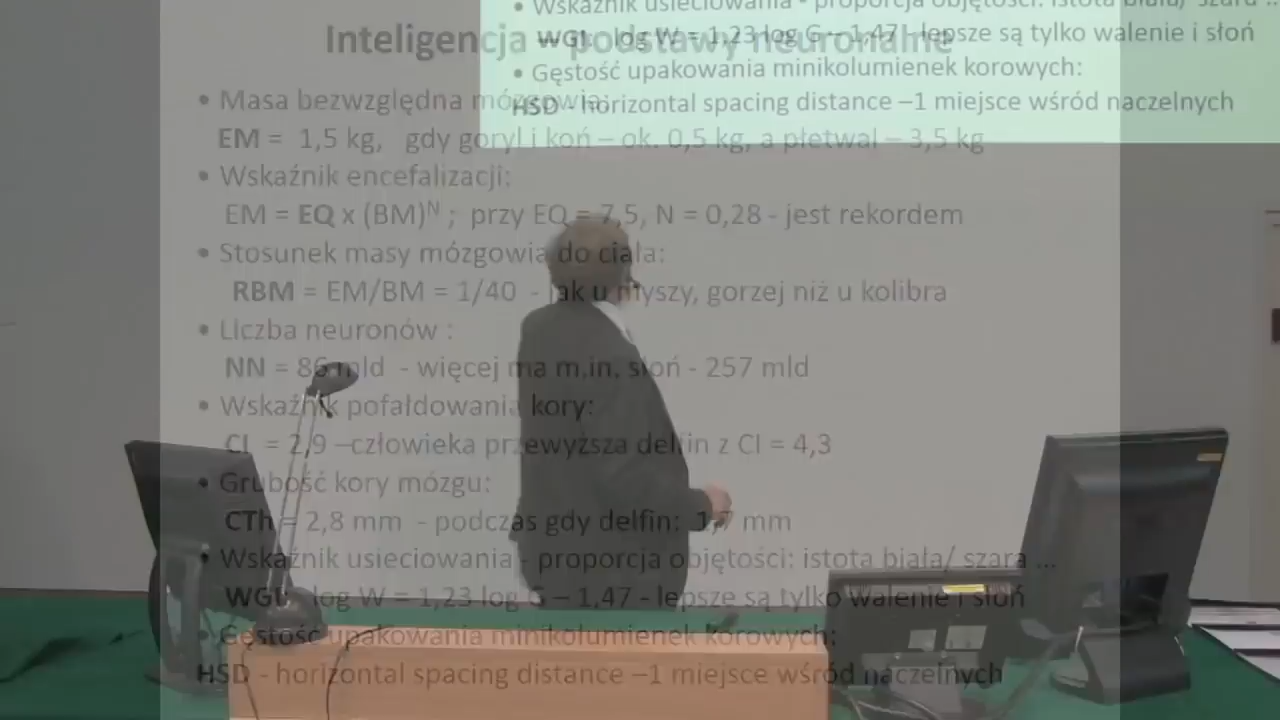 Wskaźnik usieciowania - proporcja objętości: istota biała/ szara ...
WGI: log W = 1,23 log G – 1,47 - lepsze są tylko walenie i słoń
• Gęstość upakowania minikolumienek korowych:
HSD - horizontal spacing distance –1 miejsce wśród naczelnych
Inteligencja – podstawy neuronalne
• Masa bezwzględna mózgowia:
EM = 1,5 kg, gdy goryl i koń – ok. 0,5 kg, a płetwal – 3,5 kg
• Wskaźnik encefalizacji:
EM = EQ x (BM)ᴺ ; przy EQ = 7,5, N = 0,28 - jest rekordem
• Stosunek masy mózgowia do ciała:
RBM = EM/BM = 1/40 - jak u myszy, gorzej niż u kolibra
• Liczba neuronów :
NN = 86 mld - więcej ma m.in. słoń - 257 mld
• Wskaźnik pofałdowania kory:
CI = 2,9 –człowieka przewyższa delfin z CI = 4,3
• Grubość kory mózgu:
CTh = 2,8 mm - podczas gdy delfin: 1,7 mm
• Wskaźnik usieciowania - proporcja objętości: istota biała/ szara ...
WGI: log W = 1,23 log G – 1,47 - lepsze są tylko walenie i słoń
• Gęstość upakowania minikolumienek korowych:
HSD - horizontal spacing distance –1 miejsce wśród naczelnych